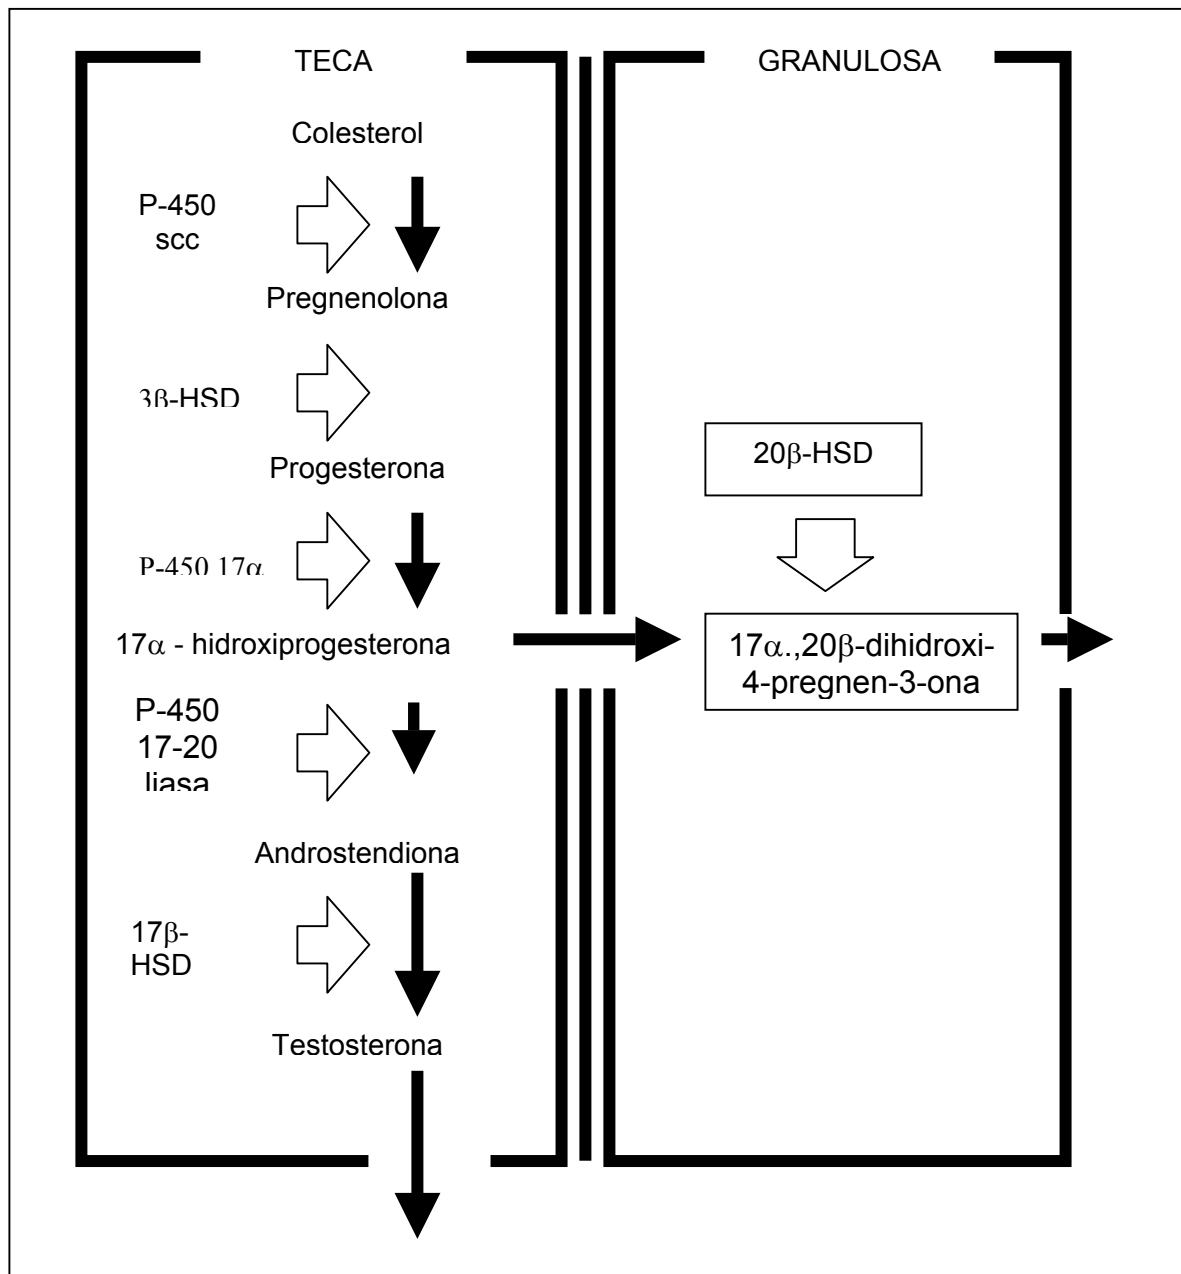 TECA
GRANULOSA
Colesterol
P-450
scc
Pregnenolona
3β-HSD
Progesterona
P-450 17α
17α - hidroxiprogesterona
P-450
17-20
liasa
Androstendiona
17β-
HSD
Testosterona
20β-HSD
17α.,20β-dihidroxi-
4-pregnen-3-ona